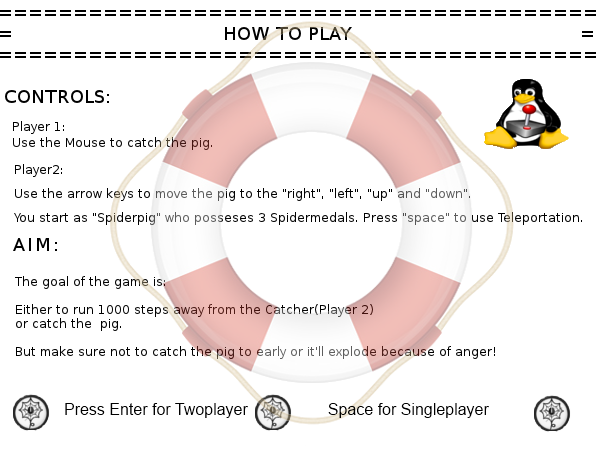 HOW TO PLAY
CONTROLS:
Player 1:
Use the Mouse to catch the pig.
Player2:
Use the arrow keys to move the pig to the "right", "left", "up" and "down".
You start as "Spiderpig" who posseses 3 Spidermedals. Press "space" to use Teleportation.
AIM:
The goal of the game is:
Either to run 1000 steps away from the Catcher(Player 2)
or catch the pig.
But make sure not to catch the pig to early or it'll explode because of anger!
Press Enter for Twoplayer Space for Singleplayer